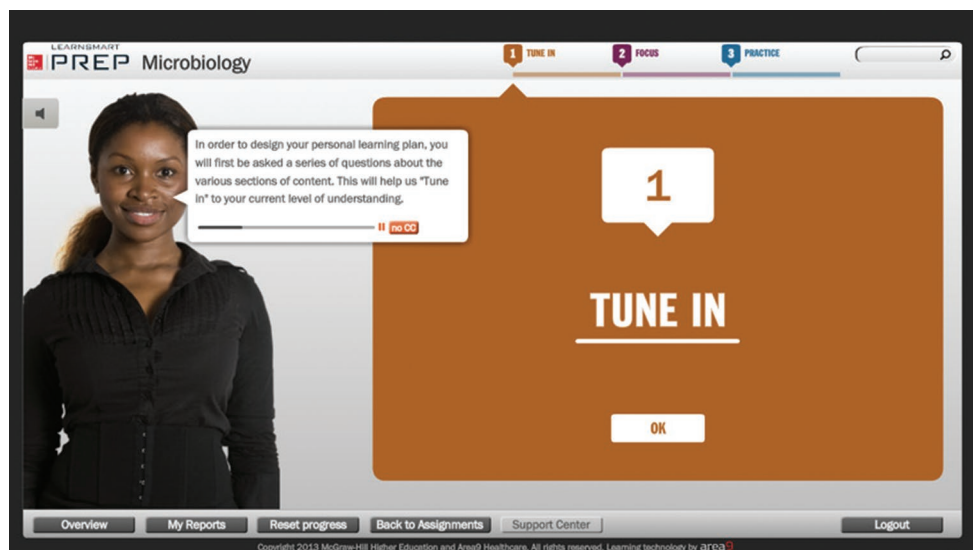 LEARNSMART
PREP Microbiology
1 TUNE IN
2 FOCUS
3 PRACTICE
In order to design your personal learning plan, you
will first be asked a series of questions about the
various sections of content. This will help us "Tune
in" to your current level of understanding.
no CC
1
TUNE IN
OK
Overview
My Reports
Reset progress
Back to Assignments
Support Center
Logout
Copyright 2013 McGraw-Hill Higher Education and Area9 Healthcare. All rights reserved. Learning technology by area9